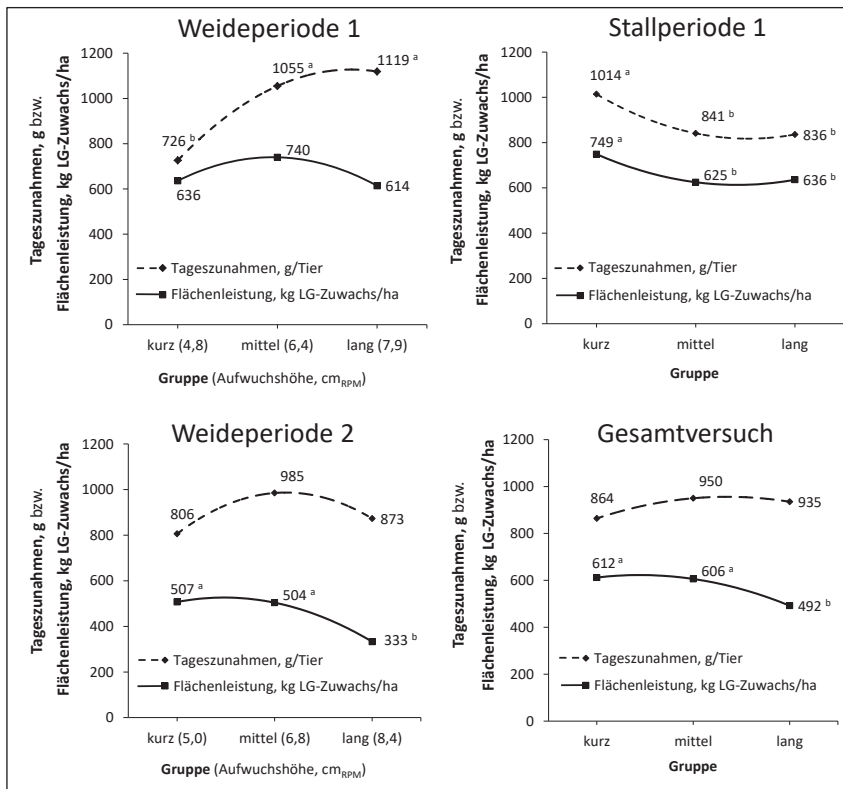 Weideperiode 1
Tageszunahmen, g bzw.
Flächenleistung, kg LG-Zuwachs/ha
1200
1000
800
600
400
200
0
726 b
1055 a
1119 a
636
740
614
Tageszunahmen, g/Tier
Flächenleistung, kg LG-Zuwachs/ha
kurz (4,8) mittel (6,4) lang (7,9)
Gruppe (Aufwuchshöhe, cmRPM)
Stallperiode 1
Tageszunahmen, g bzw.
Flächenleistung, kg LG-Zuwachs/ha
1200
1000
800
600
400
200
0
1014 a
841 b
836 b
749 a
625 b
636 b
Tageszunahmen, g/Tier
Flächenleistung, kg LG-Zuwachs/ha
kurz mittel lang
Gruppe
Weideperiode 2
Tageszunahmen, g bzw.
Flächenleistung, kg LG-Zuwachs/ha
1200
1000
800
600
400
200
0
806
985
873
507 a
504 a
333 b
Tageszunahmen, g/Tier
Flächenleistung, kg LG-Zuwachs/ha
kurz (5,0) mittel (6,8) lang (8,4)
Gruppe (Aufwuchshöhe, cmRPM)
Gesamtversuch
Tageszunahmen, g bzw.
Flächenleistung, kg LG-Zuwachs/ha
1200
1000
800
600
400
200
0
864
950
935
612 a
606 a
492 b
Tageszunahmen, g/Tier
Flächenleistung, kg LG-Zuwachs/ha
kurz mittel lang
Gruppe